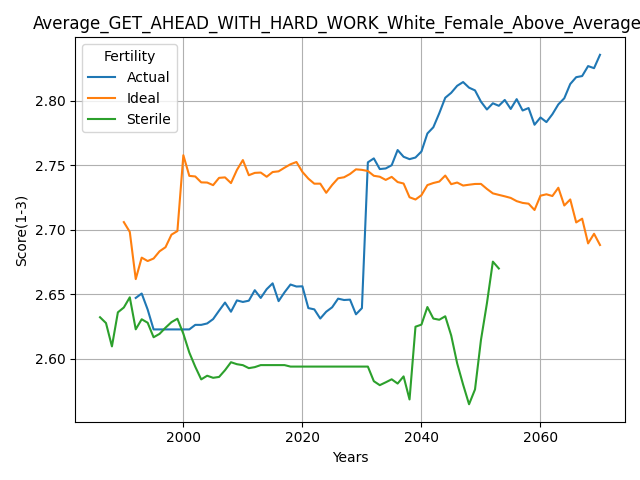 Average_GET_AHEAD_WITH_HARD_WORK_White_Female_Above_Average
Fertility
Actual
Ideal
Sterile
Score(1-3)
2.80
2.75
2.70
2.65
2.60
2000 2020 2040 2060
Years